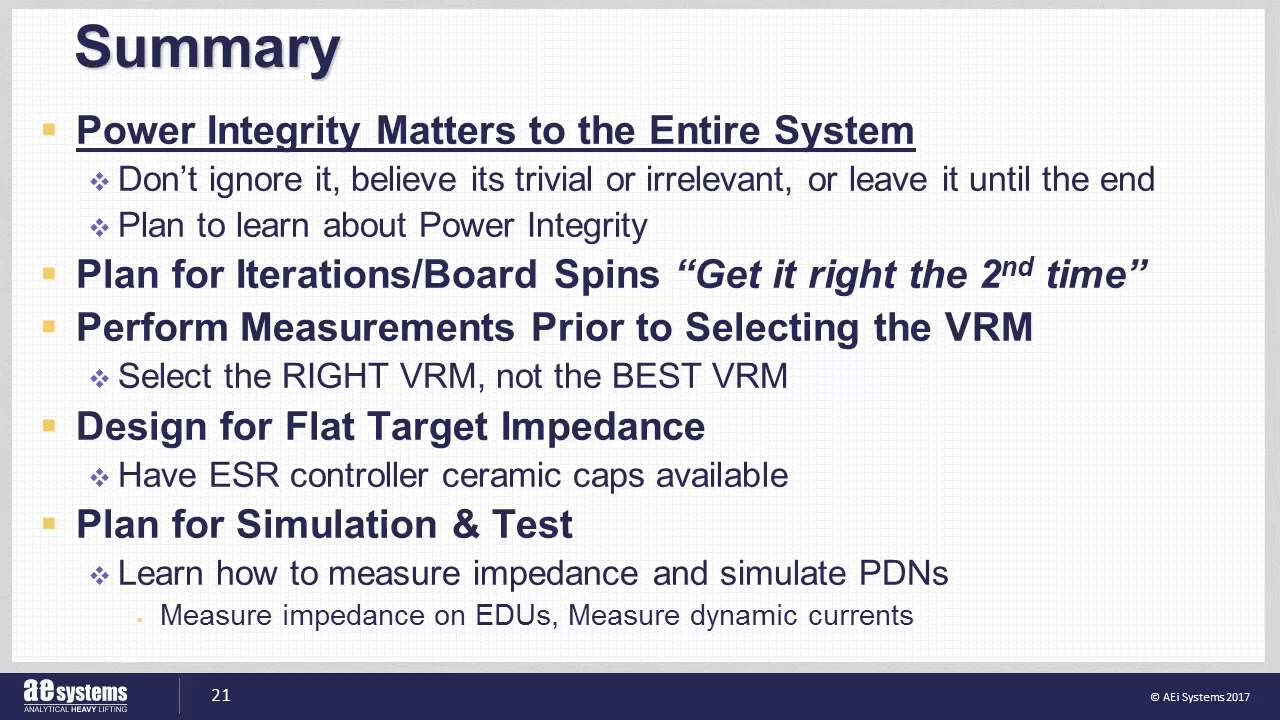 Summary
Power Integrity Matters to the Entire System
Don’t ignore it, believe its trivial or irrelevant, or leave it until the end
Plan to learn about Power Integrity
Plan for Iterations/Board Spins “Get it right the 2nd time”
Perform Measurements Prior to Selecting the VRM
Select the RIGHT VRM, not the BEST VRM
Design for Flat Target Impedance
Have ESR controller ceramic caps available
Plan for Simulation & Test
Learn how to measure impedance and simulate PDNs
Measure impedance on EDUs, Measure dynamic currents
aesystems
ANALYTICAL HEAVY LIFTING
21
© AEi Systems 2017